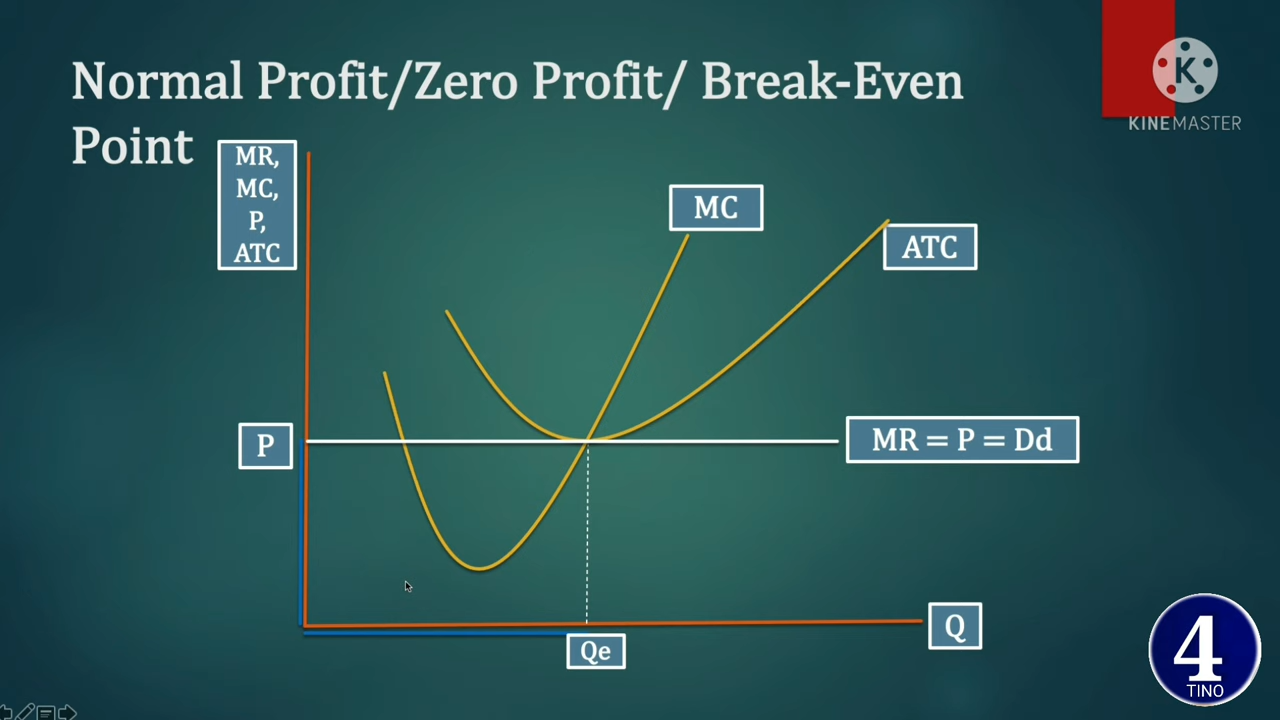 Normal Profit/Zero Profit/ Break-Even
Point
MR,
MC,
P,
ATC
MC
ATC
P
MR = P = Dd
Q
Qe
K
KINEMASTER
4
TINO